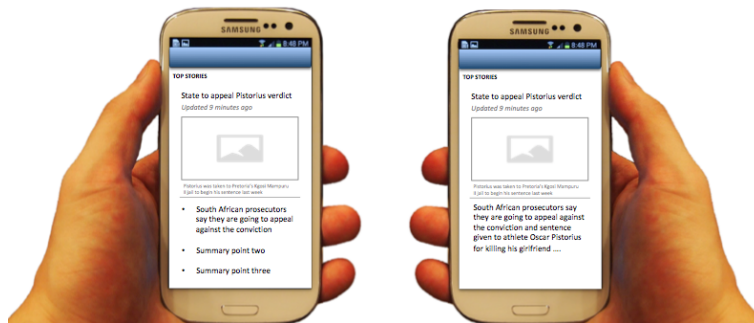 SAMSUNG
8:48 PM
TOP STORIES
State to appeal Pistorius verdict
Updated 9 minutes ago
Pistorius was taken to Pretoria's Kgosi Mampuru
II jail to begin his sentence last week
• South African prosecutors
say they are going to appeal
against the conviction
• Summary point two
• Summary point three
SAMSUNG
8:48 PM
TOP STORIES
State to appeal Pistorius verdict
Updated 9 minutes ago
Pistorius was taken to Pretoria's Kgosi Mampuru
II jail to begin his sentence last week
South African prosecutors say
they are going to appeal against
the conviction and sentence
given to athlete Oscar Pistorius
for killing his girlfriend ....